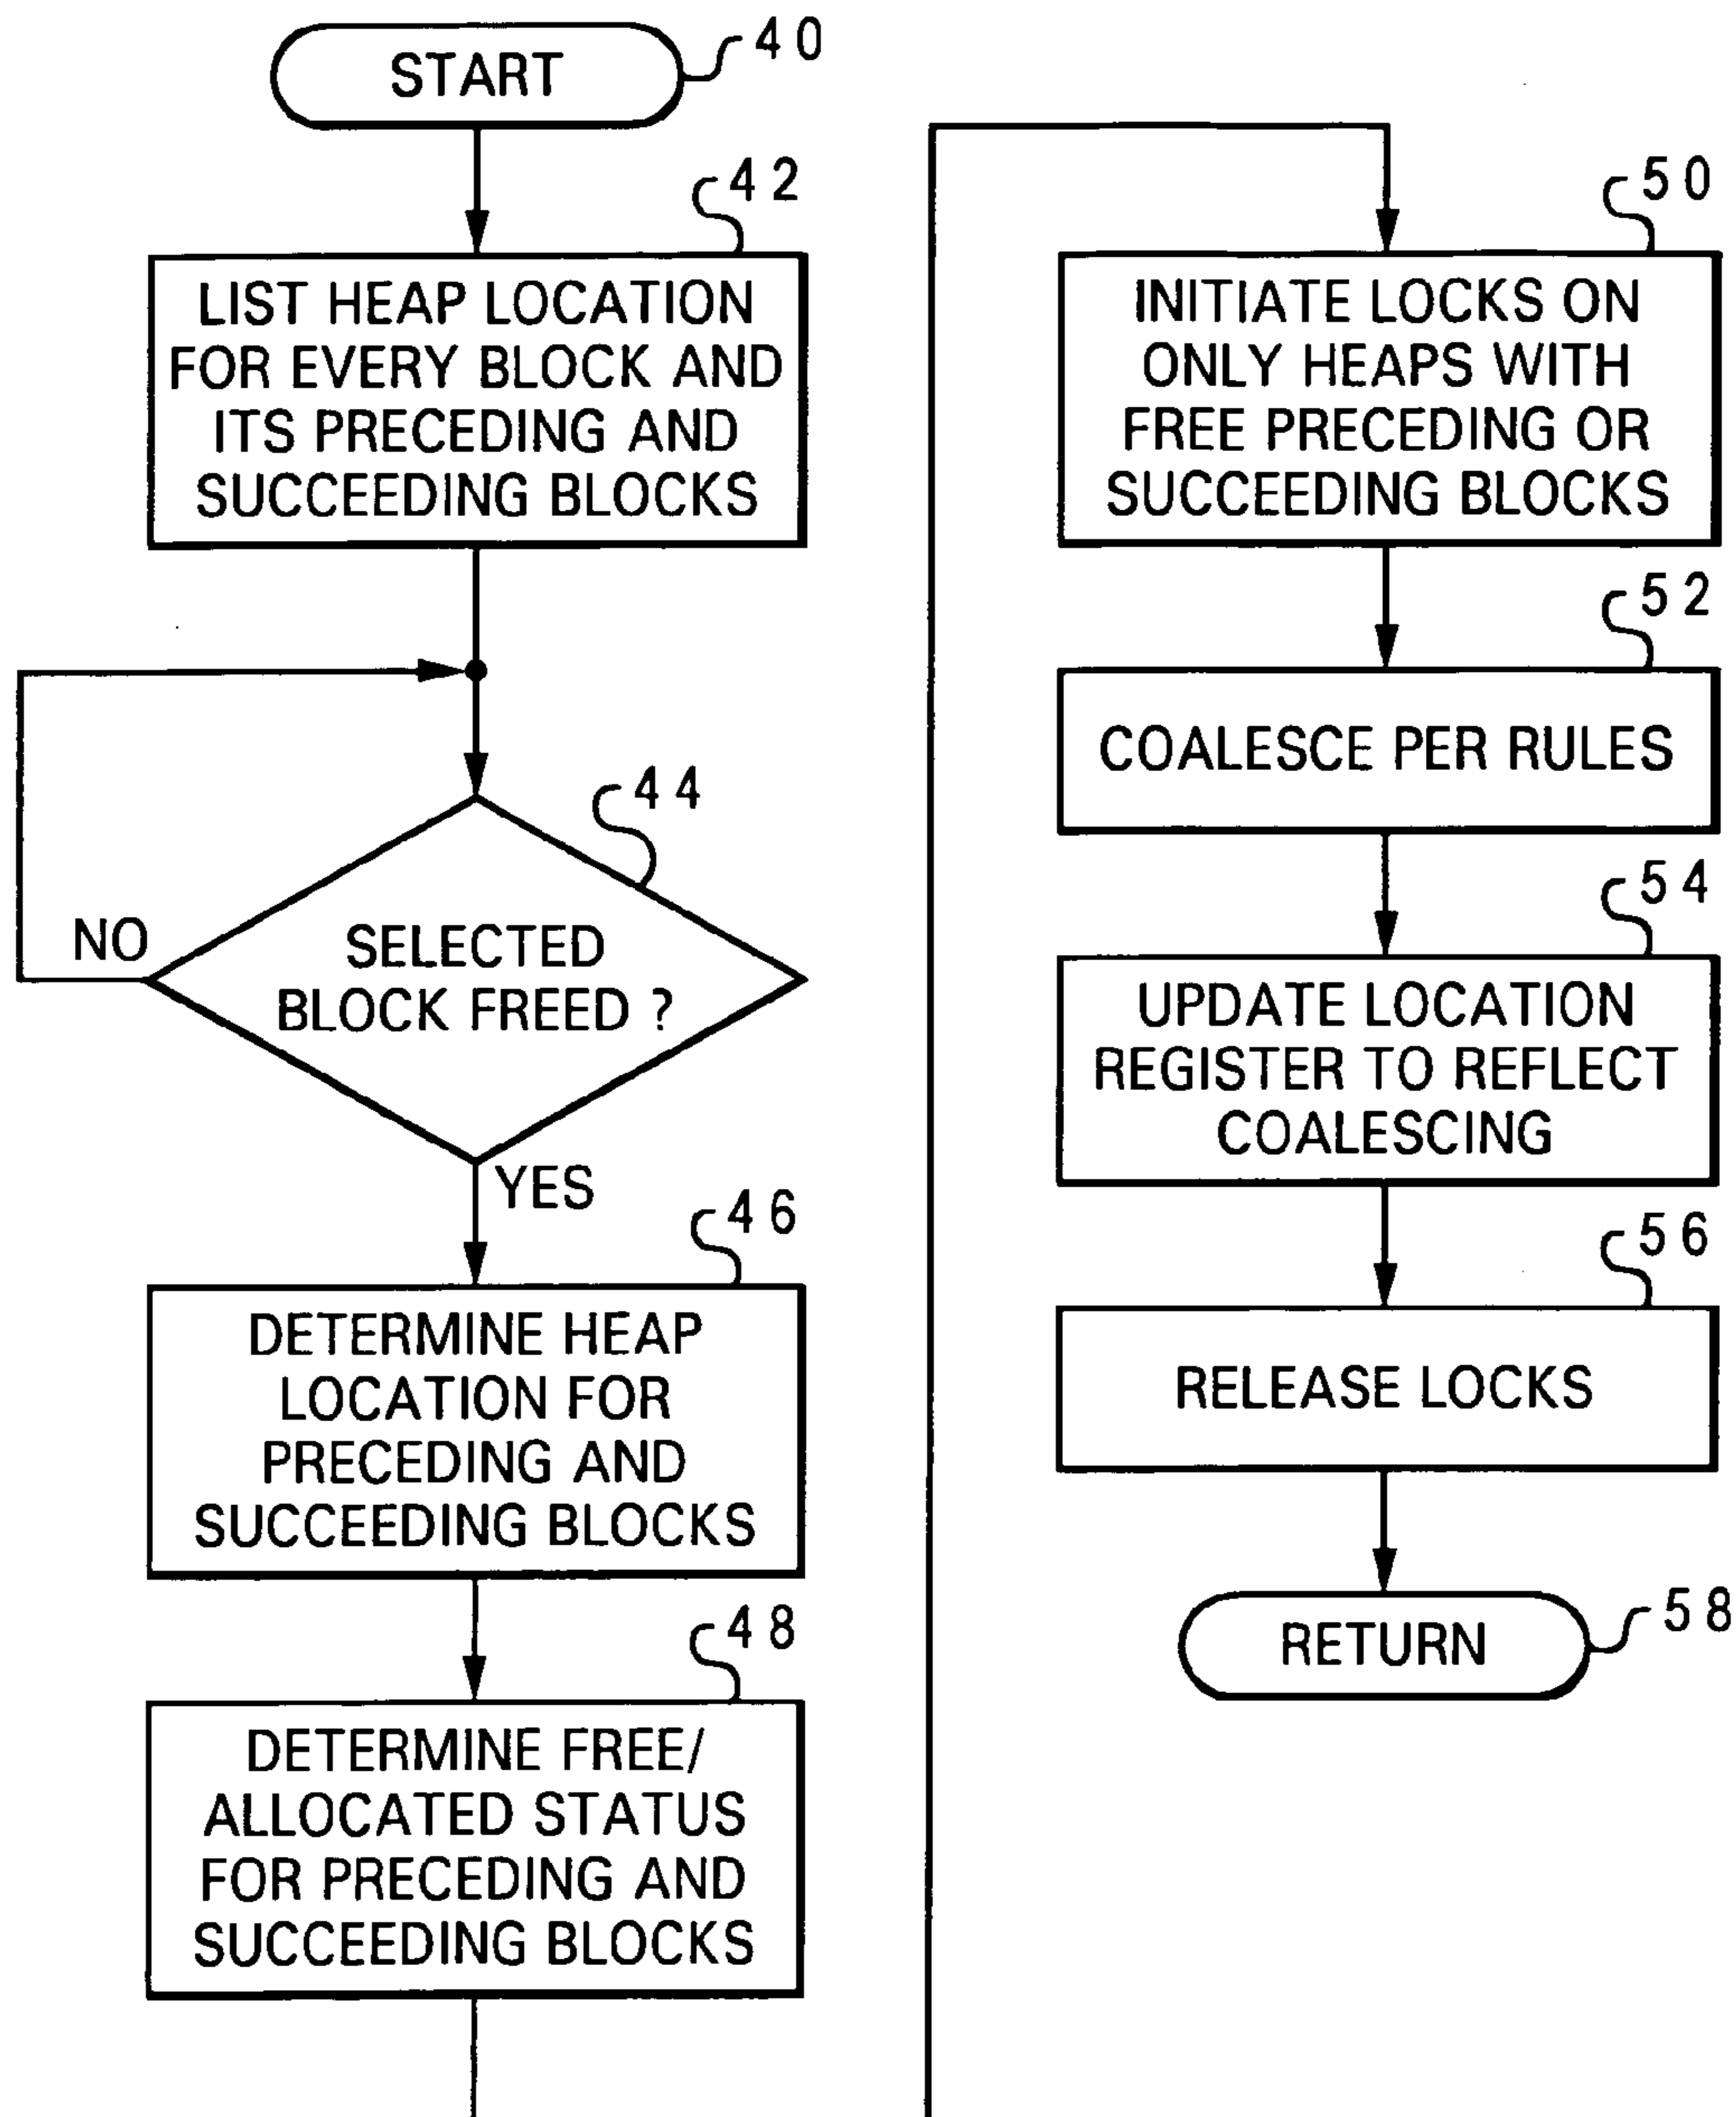 START
40
42
LIST HEAP LOCATION
FOR EVERY BLOCK AND
ITS PRECEDING AND
SUCCEEDING BLOCKS
44
NO
SELECTED
BLOCK FREED ?
YES
46
DETERMINE HEAP
LOCATION FOR
PRECEDING AND
SUCCEEDING BLOCKS
48
DETERMINE FREE/
ALLOCATED STATUS
FOR PRECEDING AND
SUCCEEDING BLOCKS
50
INITIATE LOCKS ON
ONLY HEAPS WITH
FREE PRECEDING OR
SUCCEEDING BLOCKS
52
COALESCE PER RULES
54
UPDATE LOCATION
REGISTER TO REFLECT
COALESCING
56
RELEASE LOCKS
RETURN
58